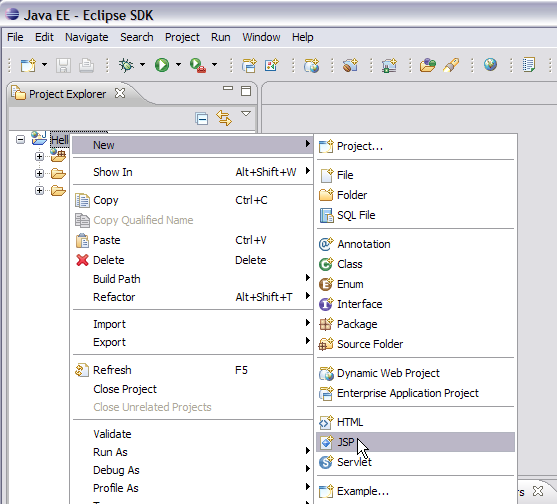 Java EE - Eclipse SDK
File Edit Navigate Search Project Run Window Help
Project Explorer
Hell
New
Show In Alt+Shift+W
Copy Ctrl+C
Copy Qualified Name
Paste Ctrl+V
Delete Delete
Build Path
Refactor Alt+Shift+T
Import
Export
Refresh F5
Close Project
Close Unrelated Projects
Validate
Run As
Debug As
Profile As
Project...
File
Folder
SQL File
Annotation
Class
Enum
Interface
Package
Source Folder
Dynamic Web Project
Enterprise Application Project
HTML
JSP
Servlet
Example...